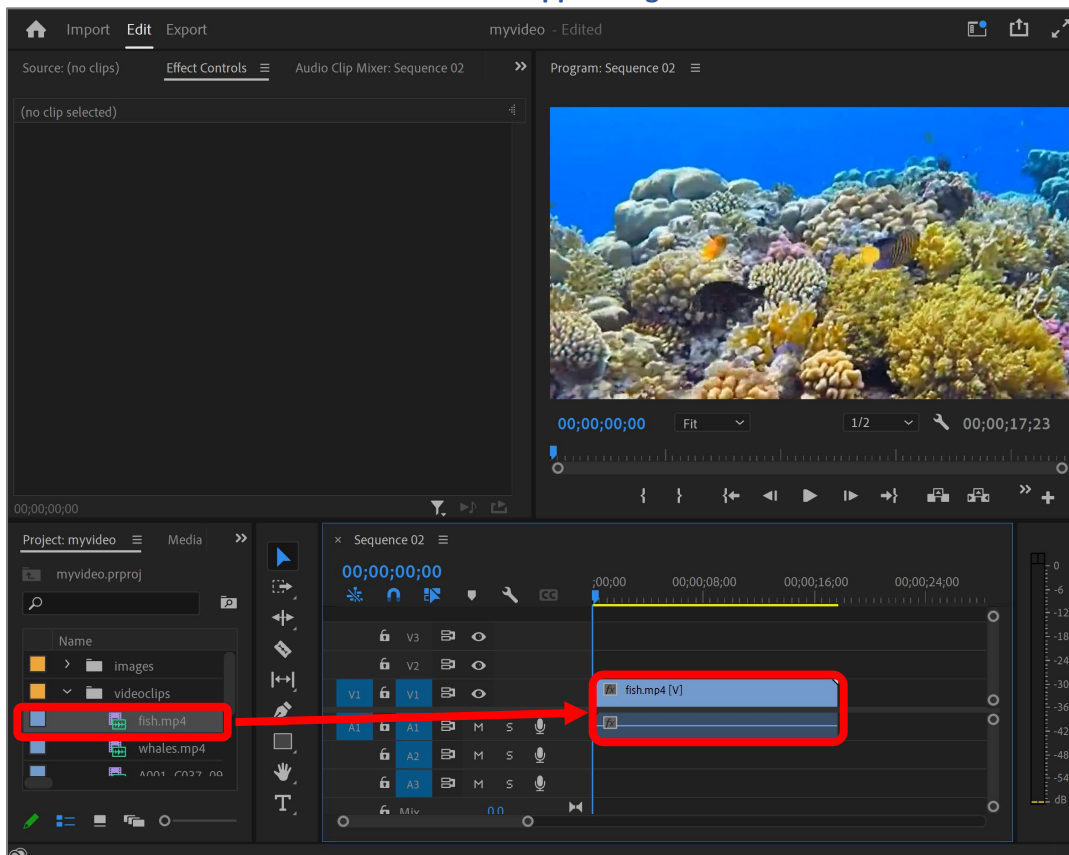 Import Edit Export myvideo - Edited
Source: (no clips) Effect Controls Audio Clip Mixer: Sequence 02
Program: Sequence 02
(no clip selected)
00;00;00;00 Fit 1/2 00;00;17;23
00;00;00;00
Project: myvideo Media
myvideo.prproj
Name
images
videoclips
fish.mp4
whales.mp4
Sequence 02
00;00;00;00
;00;00 00;00;08;00 00;00;16;00 00;00;24;00
V3
V2
V1 V1 fish.mp4 [V]
fx
A1 A1 M S fx
A2 M S
A3 M S
Mix 0.0
T
0
-6
-12
-18
-24
-30
-36
-42
-48
-54
dB